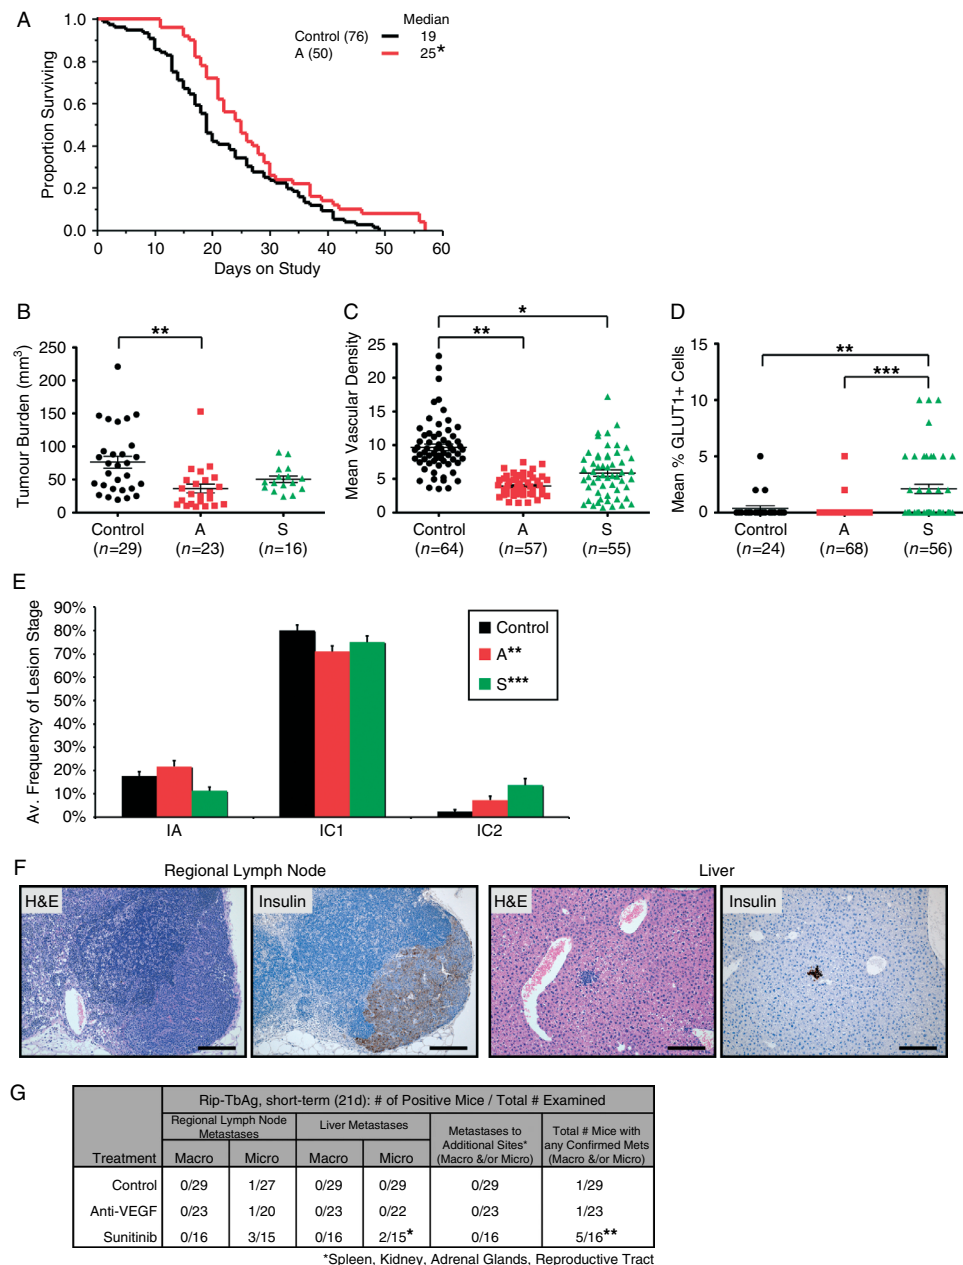 A
Median
Control (76) 19
A (50) 25*
Proportion Surviving
1.0
0.8
0.6
0.4
0.2
0.0
0 10 20 30 40 50 60
Days on Study
B
**
Tumour Burden (mm³)
250
200
150
100
50
0
Control A S
(n=29) (n=23) (n=16)
C
*
**
Mean Vascular Density
25
20
15
10
5
0
Control A S
(n=64) (n=57) (n=55)
D
**
***
Mean % GLUT1+ Cells
15
10
5
0
Control A S
(n=24) (n=68) (n=56)
E
Av. Frequency of Lesion Stage
90%
80%
70%
60%
50%
40%
30%
20%
10%
0%
IA IC1 IC2
Control
A**
S***
F
Regional Lymph Node Liver
H&E Insulin H&E Insulin
G
Rip-TbAg, short-term (21d): # of Positive Mice / Total # Examined
Regional Lymph Node
Metastases
Liver Metastases
Metastases to
Additional Sites*
(Macro &/or Micro)
Total # Mice with
any Confirmed Mets
(Macro &/or Micro)
Treatment Macro Micro Macro Micro
Control 0/29 1/27 0/29 0/29 0/29 1/29
Anti-VEGF 0/23 1/20 0/23 0/22 0/23 1/23
Sunitinib 0/16 3/15 0/16 2/15* 0/16 5/16**
*Spleen, Kidney, Adrenal Glands, Reproductive Tract